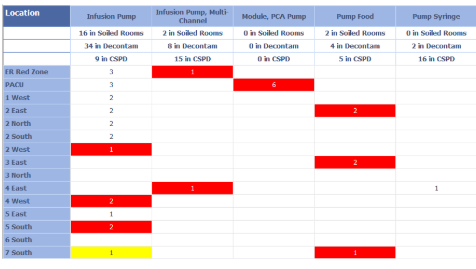 Location Infusion Pump Infusion Pump, Multi-Channel Module, PCA Pump Pump Food Pump Syringe
16 in Soiled Rooms 2 in Soiled Rooms 0 in Soiled Rooms 2 in Soiled Rooms 0 in Soiled Rooms
34 in Decontam 8 in Decontam 0 in Decontam 4 in Decontam 2 in Decontam
9 in CSPD 15 in CSPD 0 in CSPD 5 in CSPD 16 in CSPD
ER Red Zone 3 1
PACU 3 6
1 West 2
2 East 2 2
2 North 2
2 South 2
2 West 1
3 East 2
3 North
4 East 1 1
4 West 2
5 East 1
5 South 2
6 South
7 South 1 1